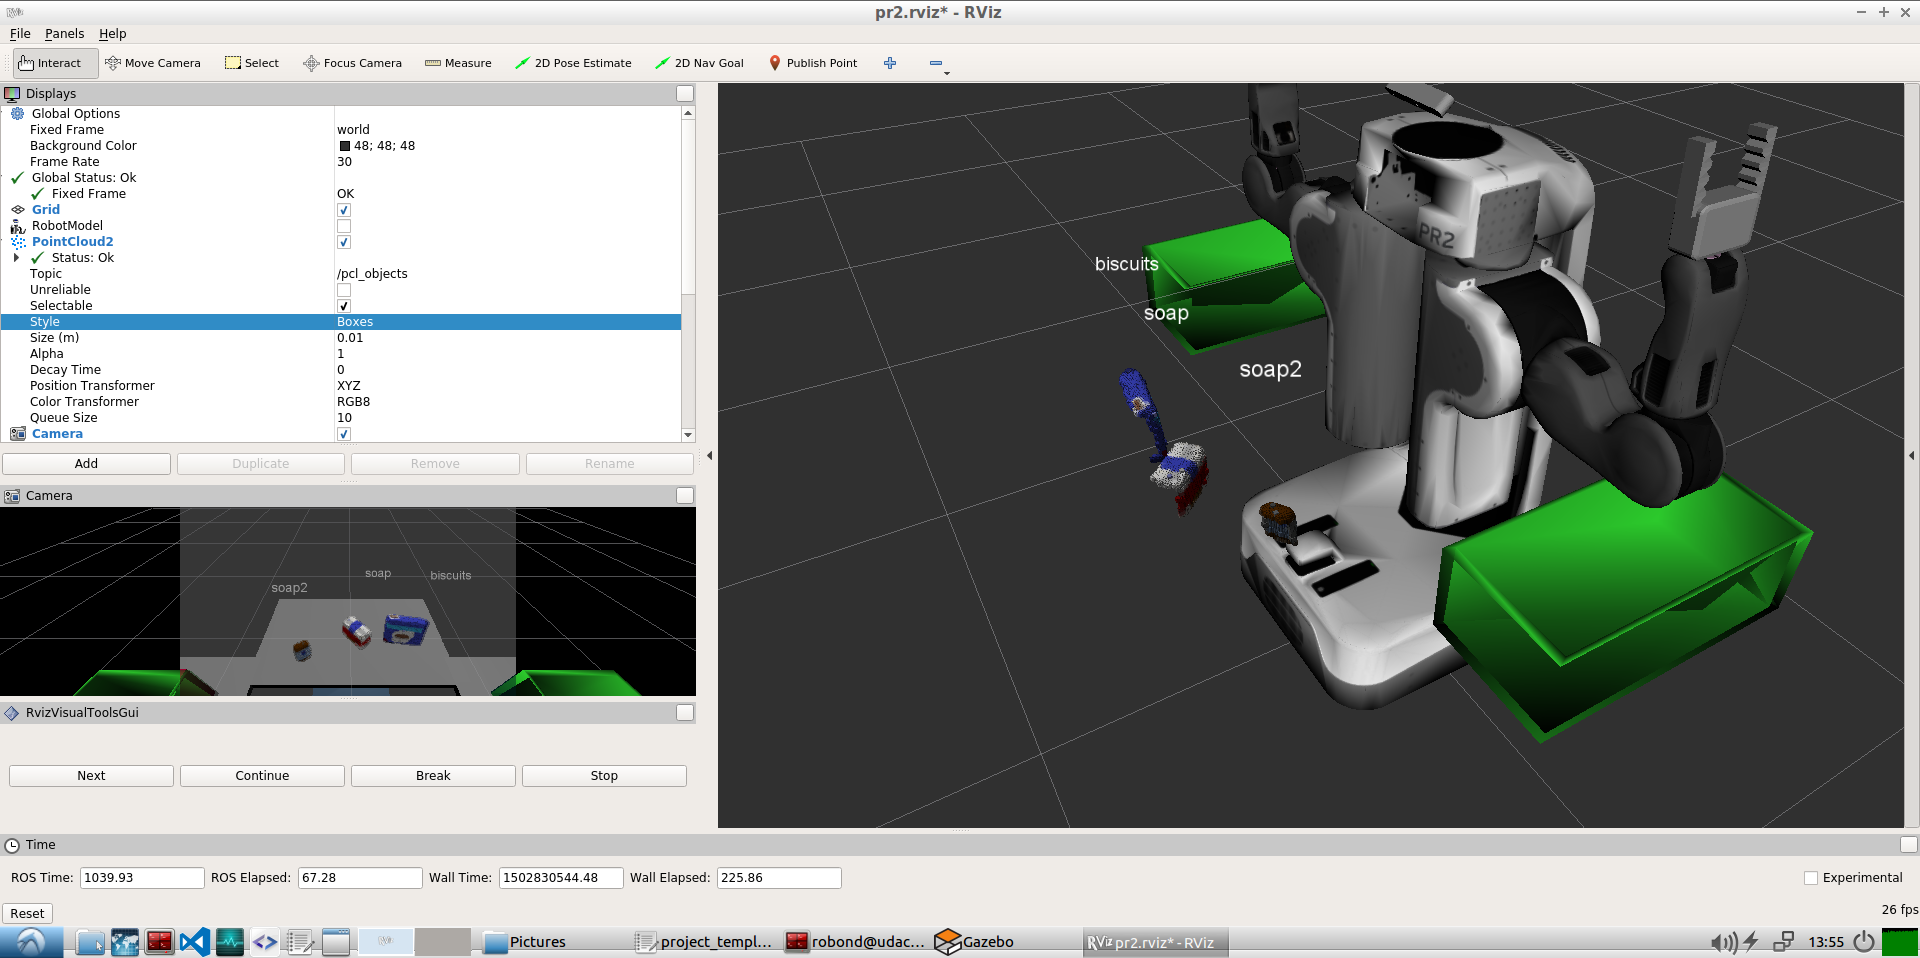 RViz
pr2.rviz* - RViz
File Panels Help
Interact Move Camera Select Focus Camera Measure 2D Pose Estimate 2D Nav Goal Publish Point
Displays
Global Options
Fixed Frame world
Background Color 48; 48; 48
Frame Rate 30
Global Status: Ok
Fixed Frame OK
Grid
RobotModel
PointCloud2
Status: Ok
Topic /pcl_objects
Unreliable
Selectable
Style Boxes
Size (m) 0.01
Alpha 1
Decay Time 0
Position Transformer XYZ
Color Transformer RGB8
Queue Size 10
Camera
Add Duplicate Remove Rename
Camera
soap2
soap
biscuits
RvizVisualToolsGui
Next Continue Break Stop
PR2
biscuits
soap
soap2
Time
ROS Time: 1039.93 ROS Elapsed: 67.28 Wall Time: 1502830544.48 Wall Elapsed: 225.86 Experimental
Reset
26 fps
Pictures project_templ... robond@udac... Gazebo RViz pr2.rviz* - RViz 13:55